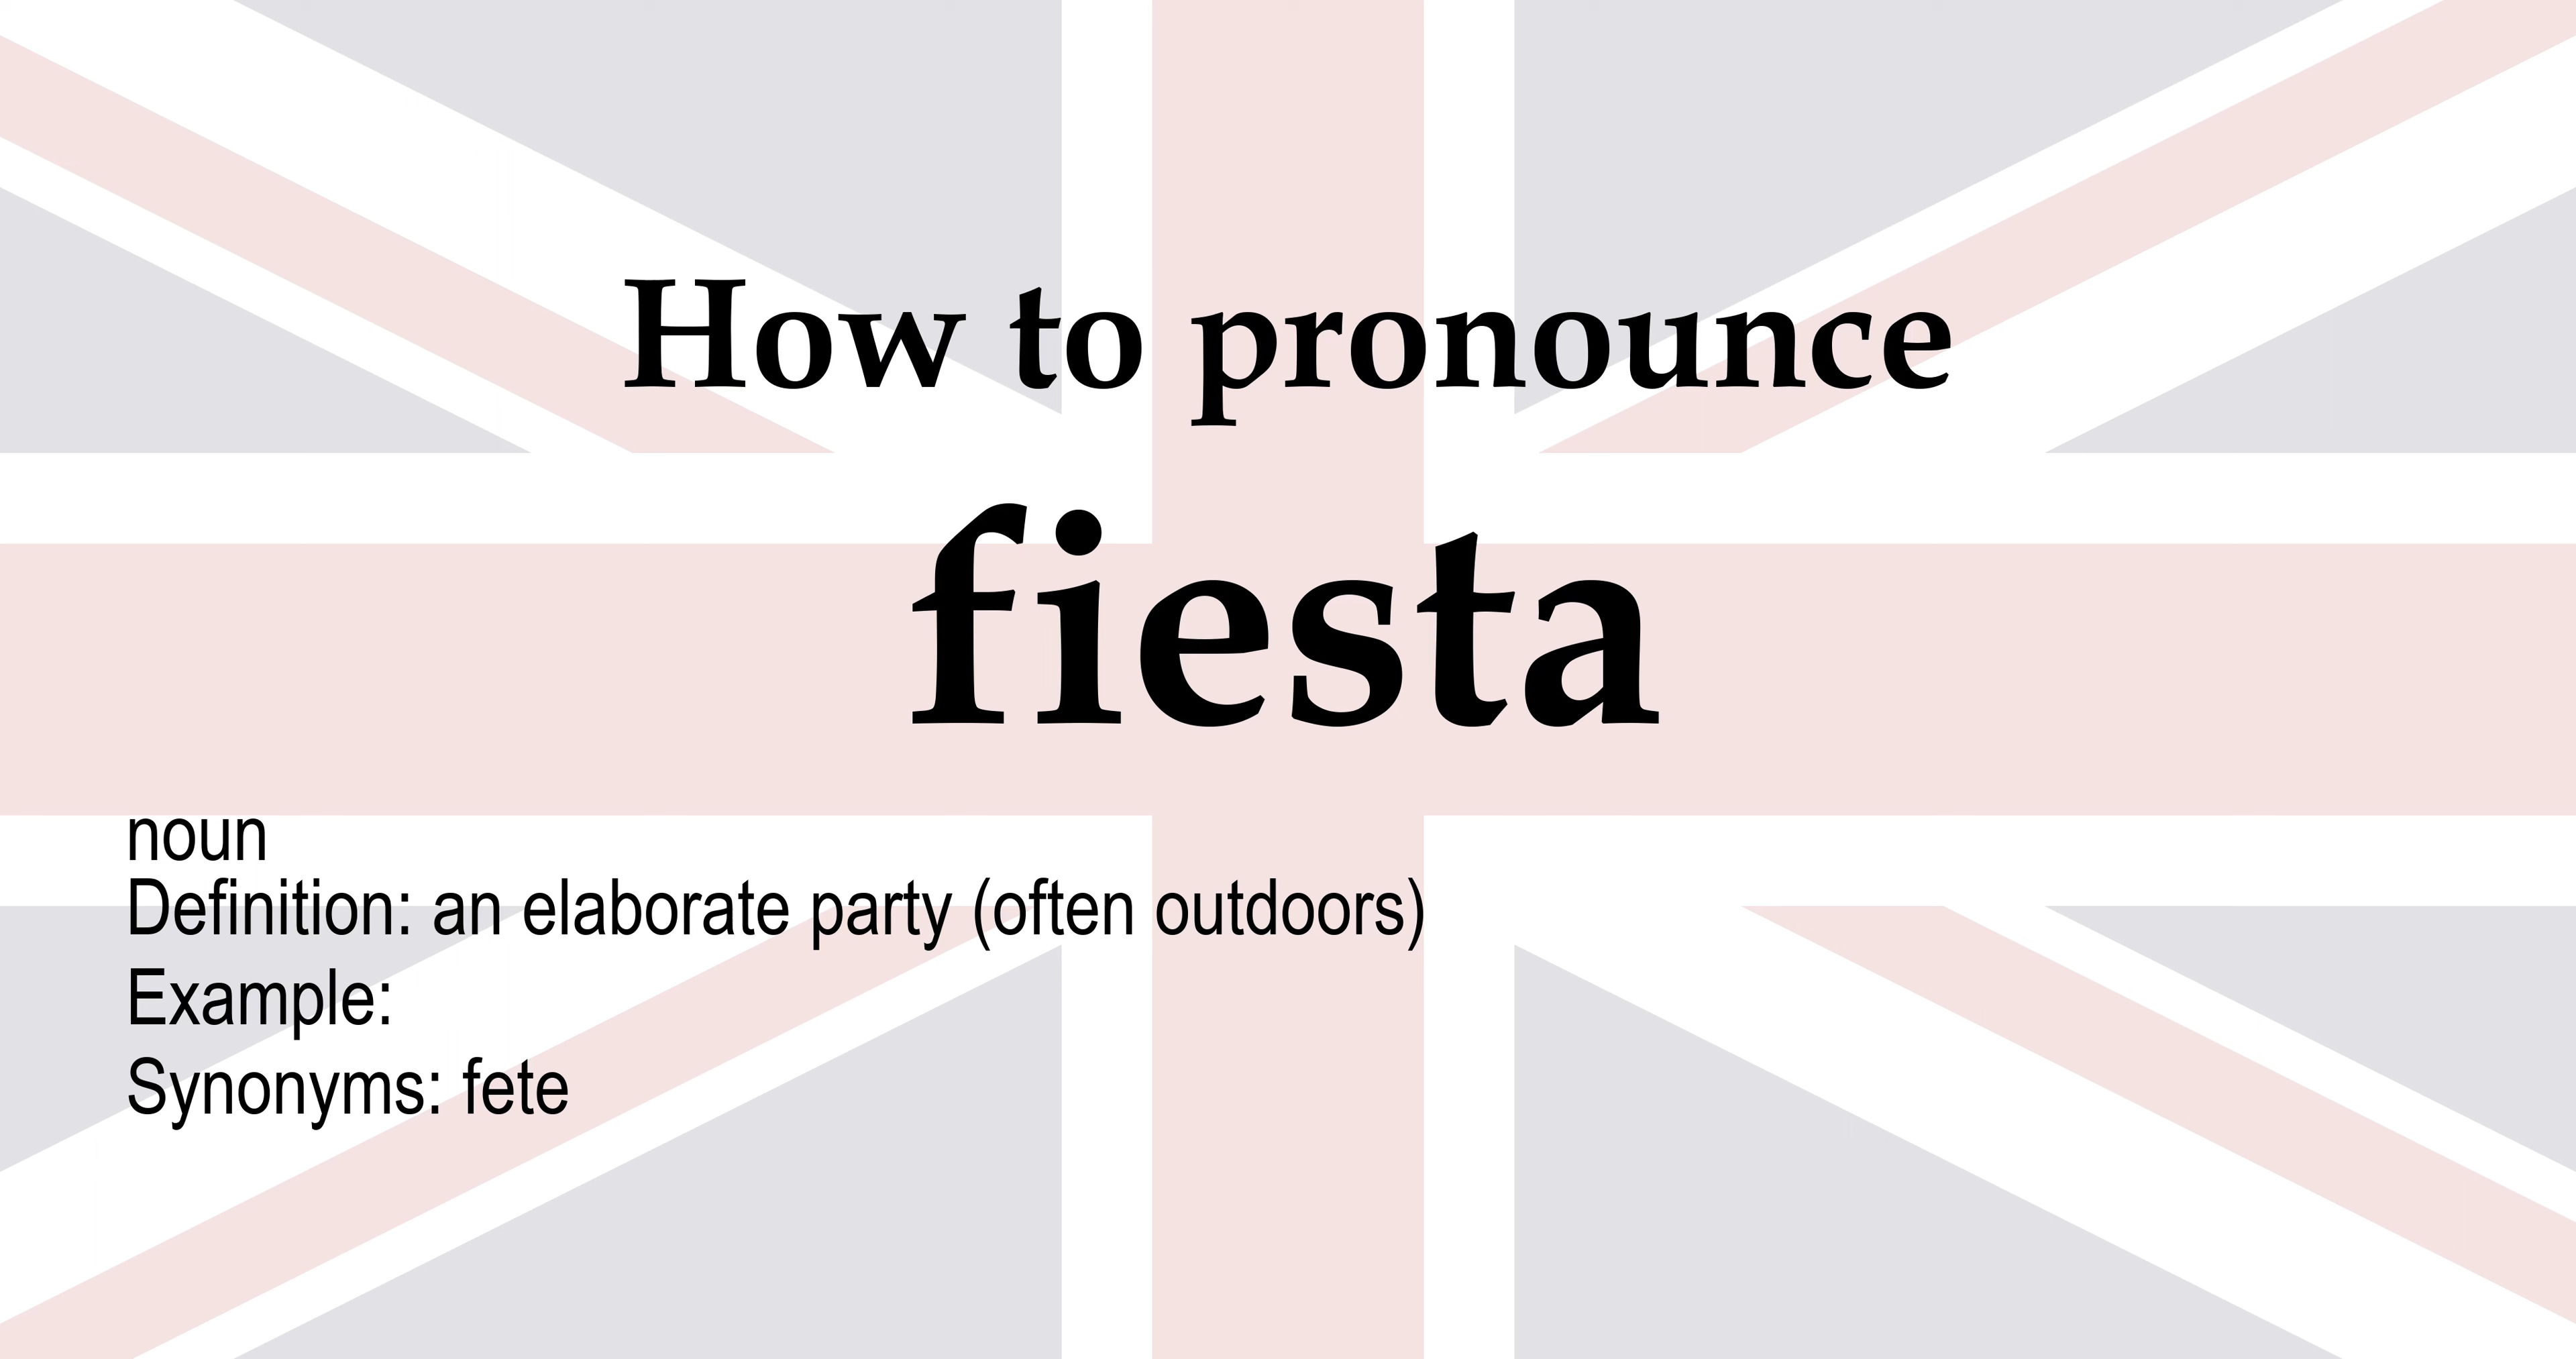 How to pronounce
fiesta
noun
Definition: an elaborate party (often outdoors)
Example:
Synonyms: fete